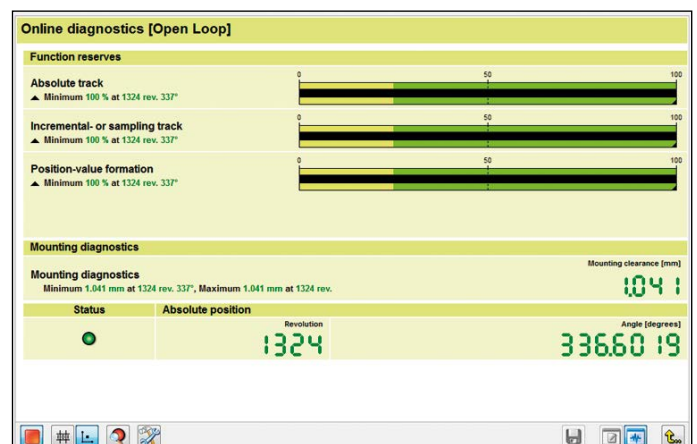 Online diagnostics [Open Loop]
Function reserves
Absolute track
Minimum 100 % at 1324 rev. 337°
0 50 100
Incremental- or sampling track
Minimum 100 % at 1324 rev. 337°
0 50 100
Position-value formation
Minimum 100 % at 1324 rev. 337°
0 50 100
Mounting diagnostics
Mounting clearance [mm]
Mounting diagnostics
Minimum 1.041 mm at 1324 rev. 337°, Maximum 1.041 mm at 1324 rev.
1.041
Status Absolute position
Revolution Angle [degrees]
1324 336.6019